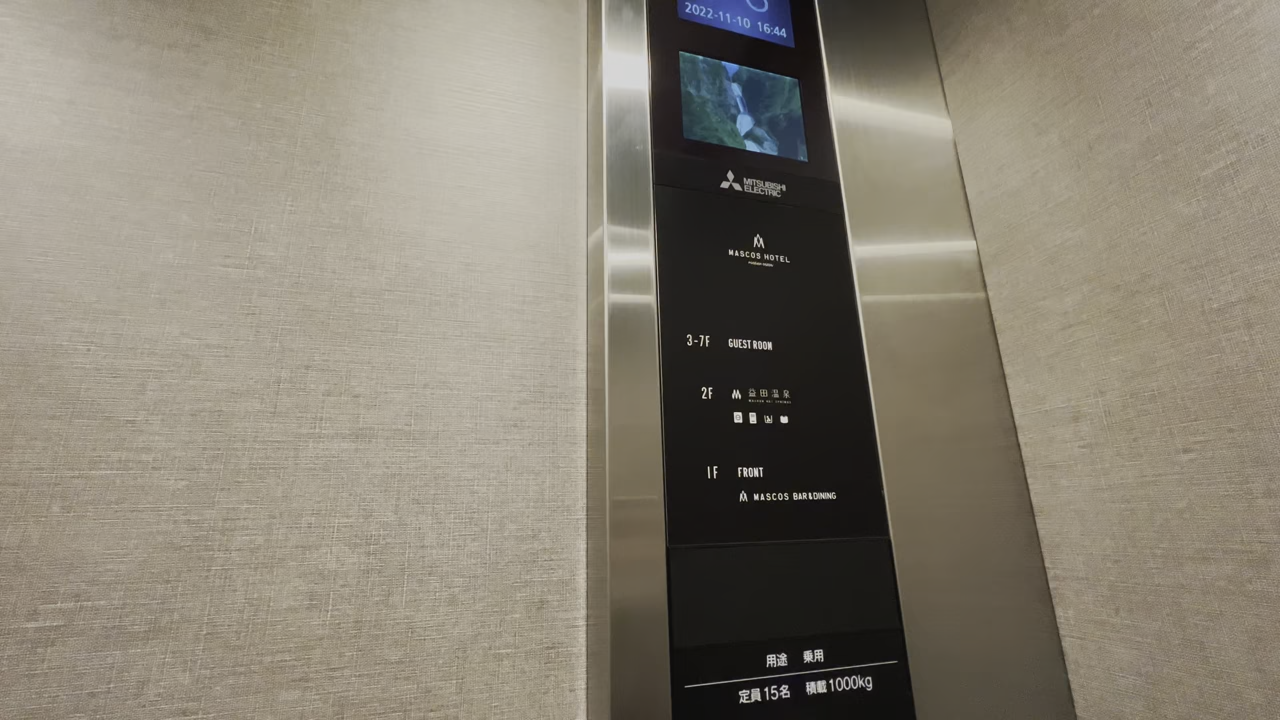 2022-11-10 16:44
MITSUBISHI
ELECTRIC
MASCOS HOTEL
3-7F GUEST ROOM
2F 益田温泉
1F FRONT
MASCOS BAR&DINING
用途 乗用
定員15名 積載1000kg